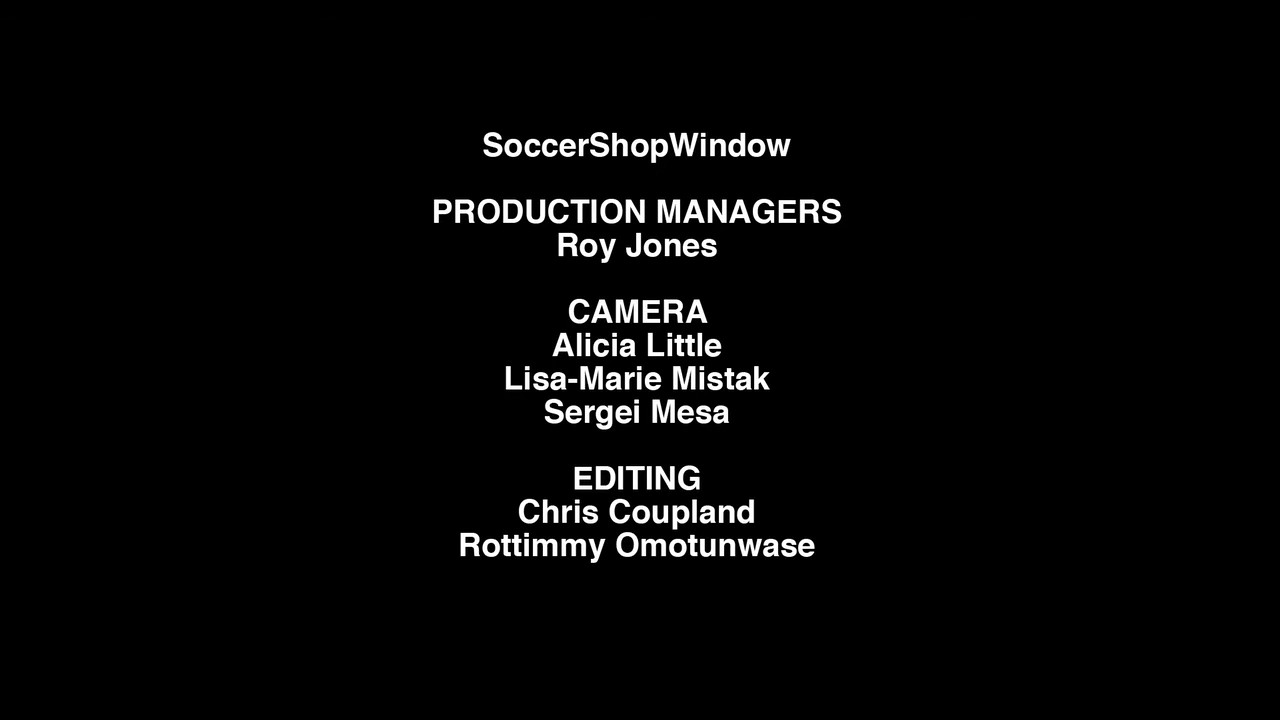 SoccerShopWindow
PRODUCTION MANAGERS
Roy Jones
CAMERA
Alicia Little
Lisa-Marie Mistak
Sergei Mesa
EDITING
Chris Coupland
Rottimmy Omotunwase